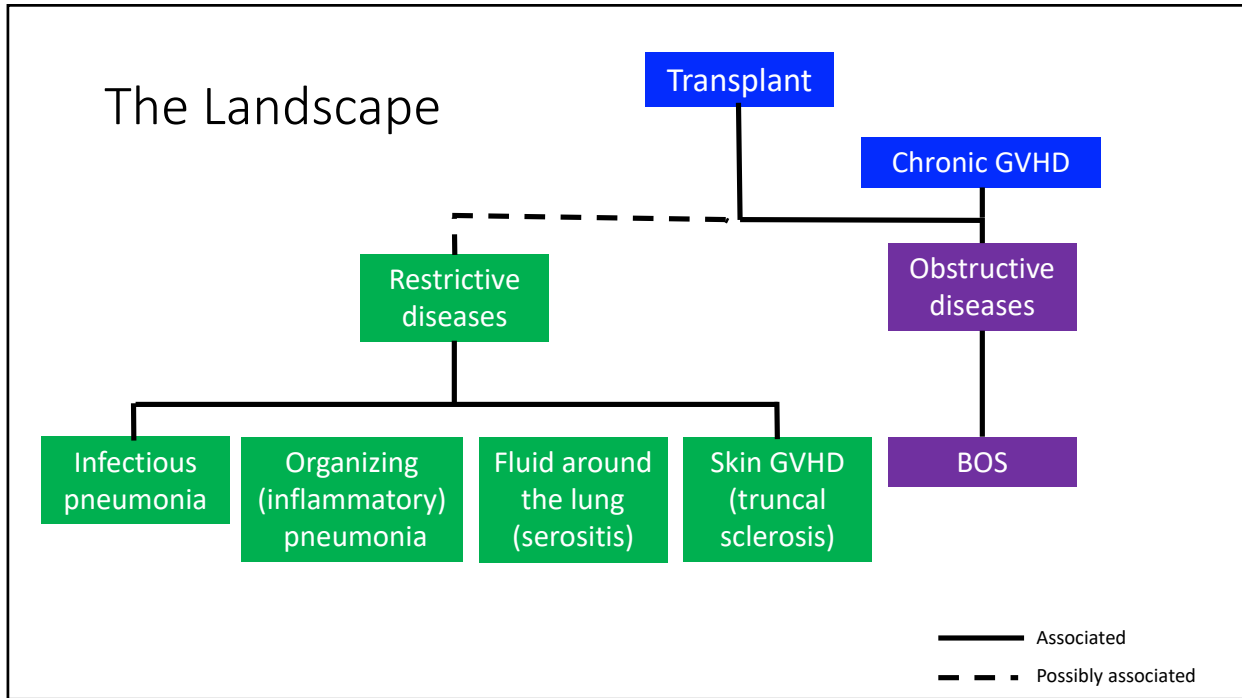 The Landscape
Transplant
Chronic GVHD
Restrictive
diseases
Obstructive
diseases
Infectious
pneumonia
Organizing
(inflammatory)
pneumonia
Fluid around
the lung
(serositis)
Skin GVHD
(truncal
sclerosis)
BOS
Associated
Possibly associated